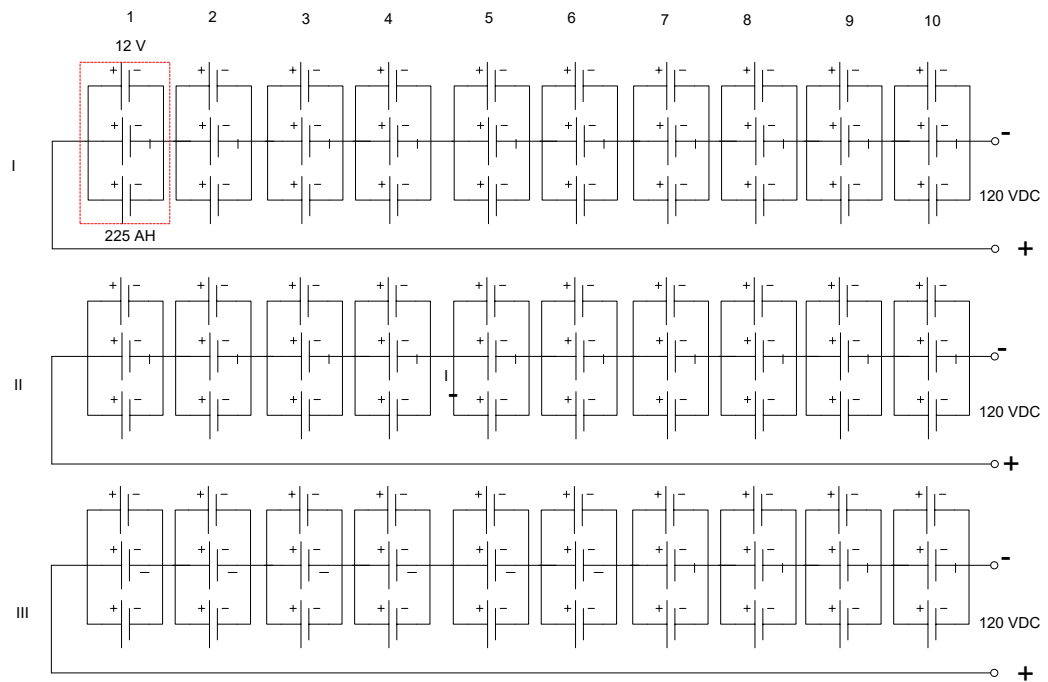 1 2 3 4 5 6 7 8 9 10
12 V
+ − + − + − + − + − + − + − + − + − + −
+ − + − + − + − + − + − + − + − + − + −
-
I
+ − + − + − + − + − + − + − + − + − + −
120 VDC
225 AH
+
+ − + − + − + − + − + − + − + − + − + −
+ − + − + − + − + − + − + − + − + − + −
-
II
I
-
+ − + − + − + − + − + − + − + − + − + −
120 VDC
+
+ − + − + − + − + − + − + − + − + − + −
+ − + − + − + − + − + − + − + − + − + −
-
III
+ − + − + − + − + − + − + − + − + − + −
120 VDC
+